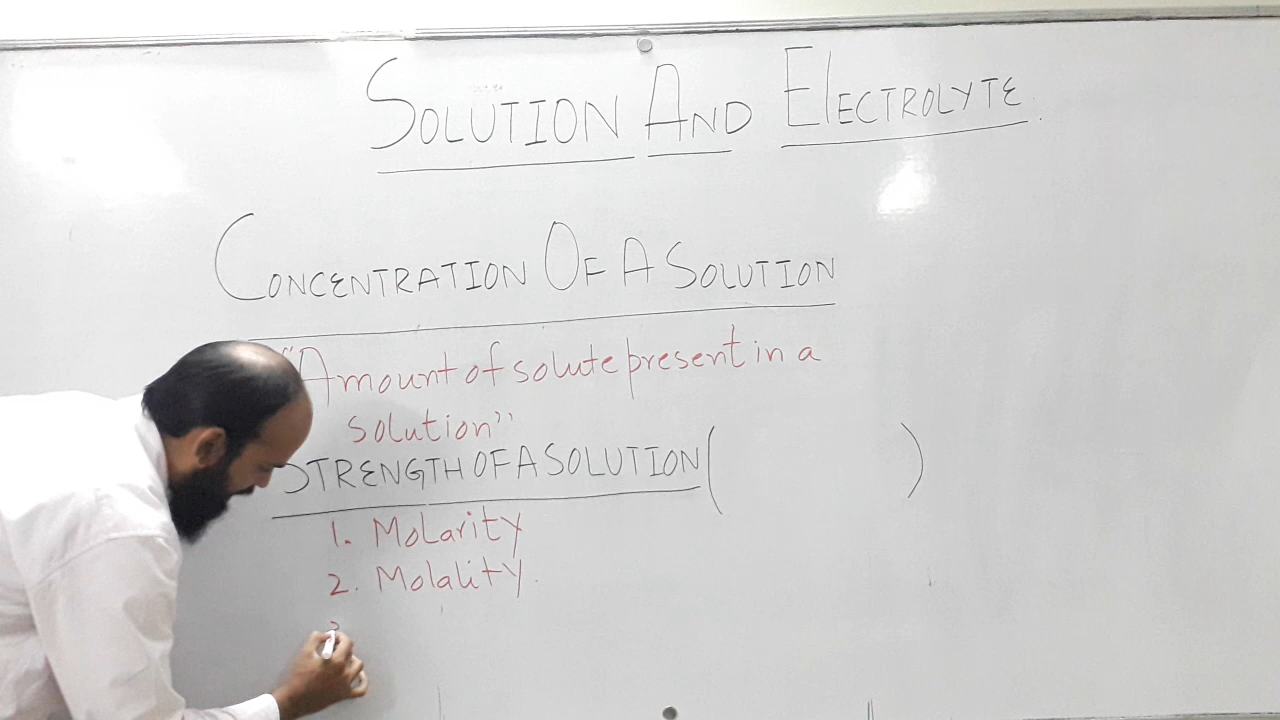 SOLUTION AND ELECTROLYTE.
CONCENTRATION OF A SOLUTION
"Amount of solute present in a
solution"
STRENGTH OF A SOLUTION ( )
1. Molarity
2. Molality.